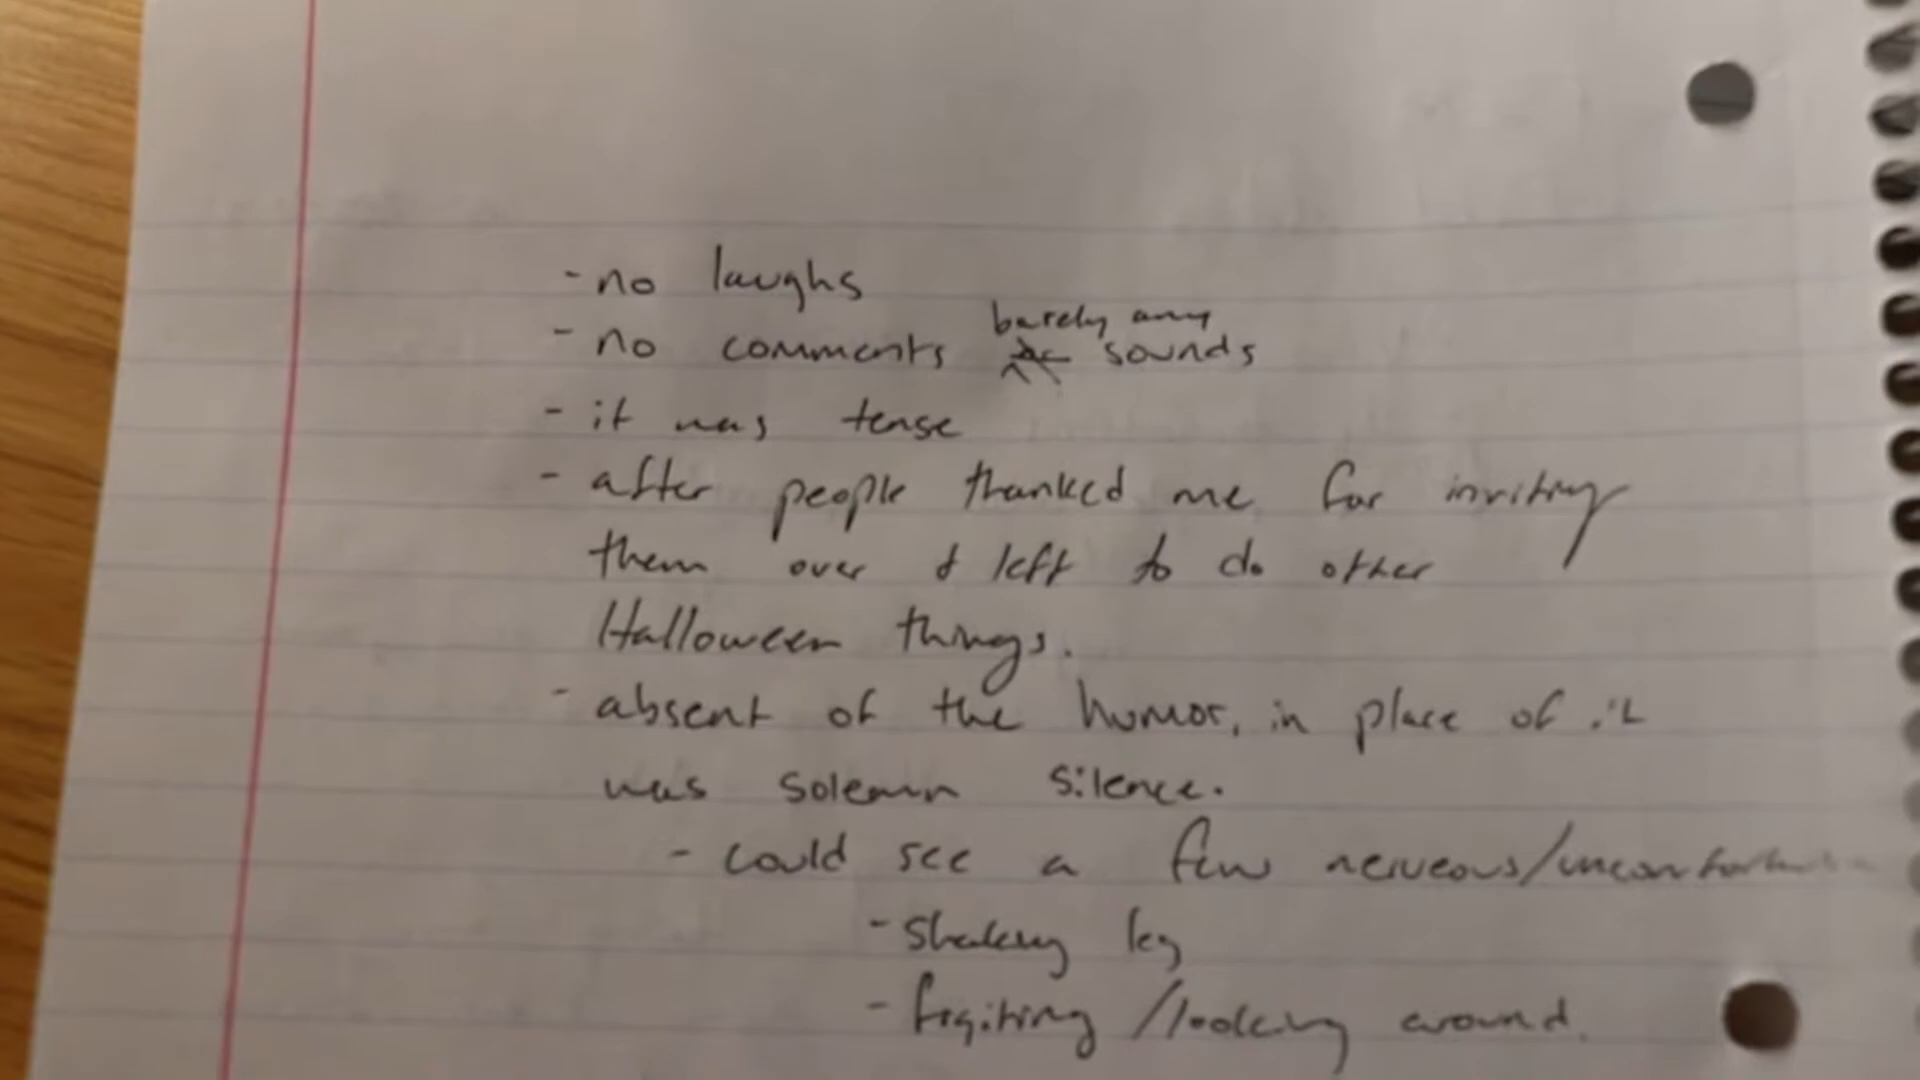 - no laughs
barely any
- no comments sounds
- it was tense
- after people thanked me for inviting
them over & left to do other
Halloween things.
- absent of the humor, in place of it
was solemn silence.
- could see a few nerveous/
- shaking leg
- figiting /looking around.